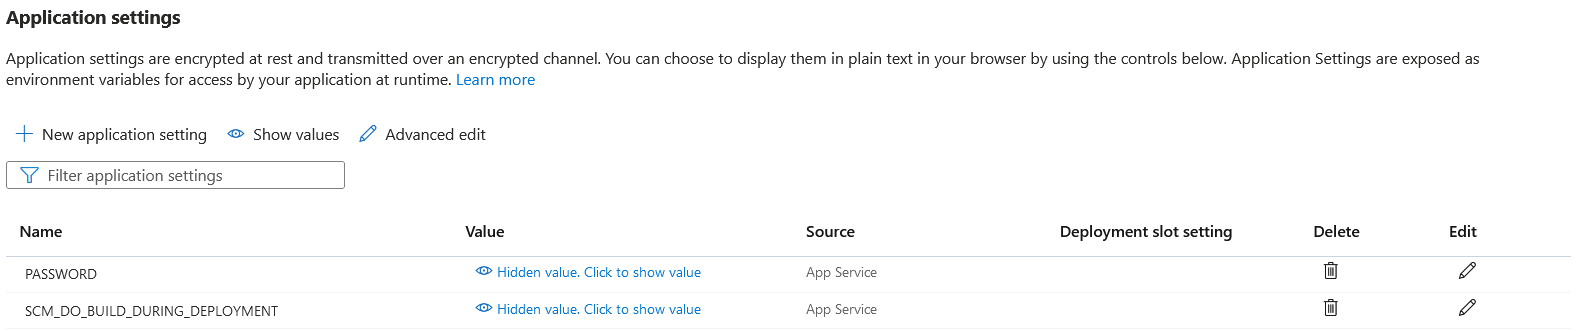 Application settings
Application settings are encrypted at rest and transmitted over an encrypted channel. You can choose to display them in plain text in your browser by using the controls below. Application Settings are exposed as
environment variables for access by your application at runtime. Learn more
New application setting Show values Advanced edit
Filter application settings
Name Value Source Deployment slot setting Delete Edit
PASSWORD Hidden value. Click to show value App Service
SCM_DO_BUILD_DURING_DEPLOYMENT Hidden value. Click to show value App Service